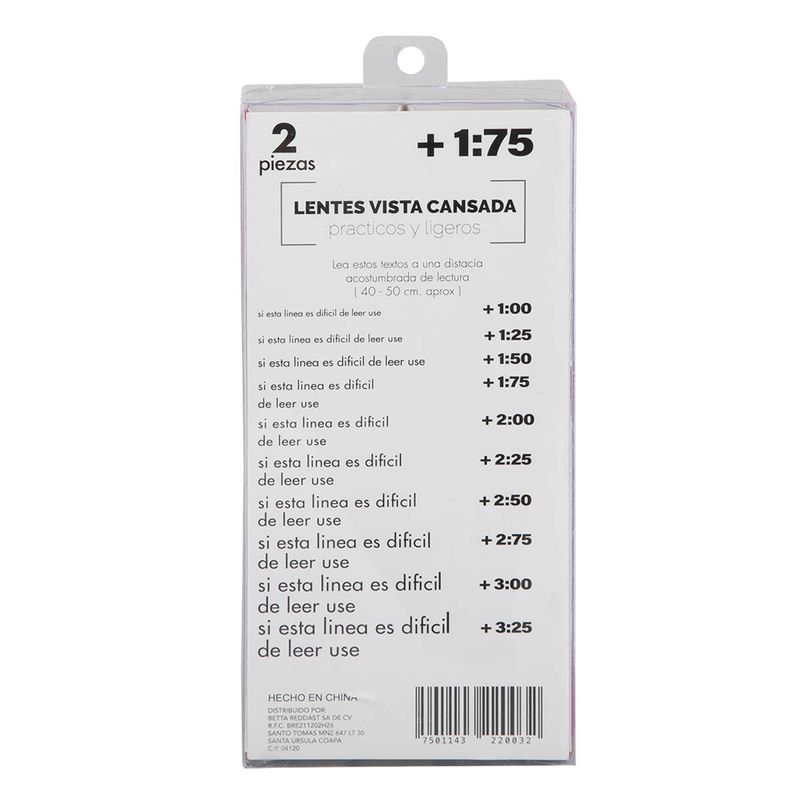 2
piezas
+ 1:75
LENTES VISTA CANSADA
practicos y ligeros
Lea estos textos a una distacia
acostumbrada de lectura
( 40 - 50 cm. aprox )
si esta linea es dificil de leer use + 1:00
si esta linea es dificil de leer use + 1:25
si esta linea es dificil de leer use + 1:50
si esta linea es dificil + 1:75
de leer use
si esta linea es dificil + 2:00
de leer use
si esta linea es dificil + 2:25
de leer use
si esta linea es dificil + 2:50
de leer use
si esta linea es dificil + 2:75
de leer use
si esta linea es dificil + 3:00
de leer use
si esta linea es dificil + 3:25
de leer use
HECHO EN CHINA
DISTRIBUIDO POR:
BETTA REDDAST SA DE CV
R.F.C. BRE211202HZ6
SANTO TOMAS MN2 647 LT 30
SANTA URSULA COAPA
C.P. 04120
7501143 220032